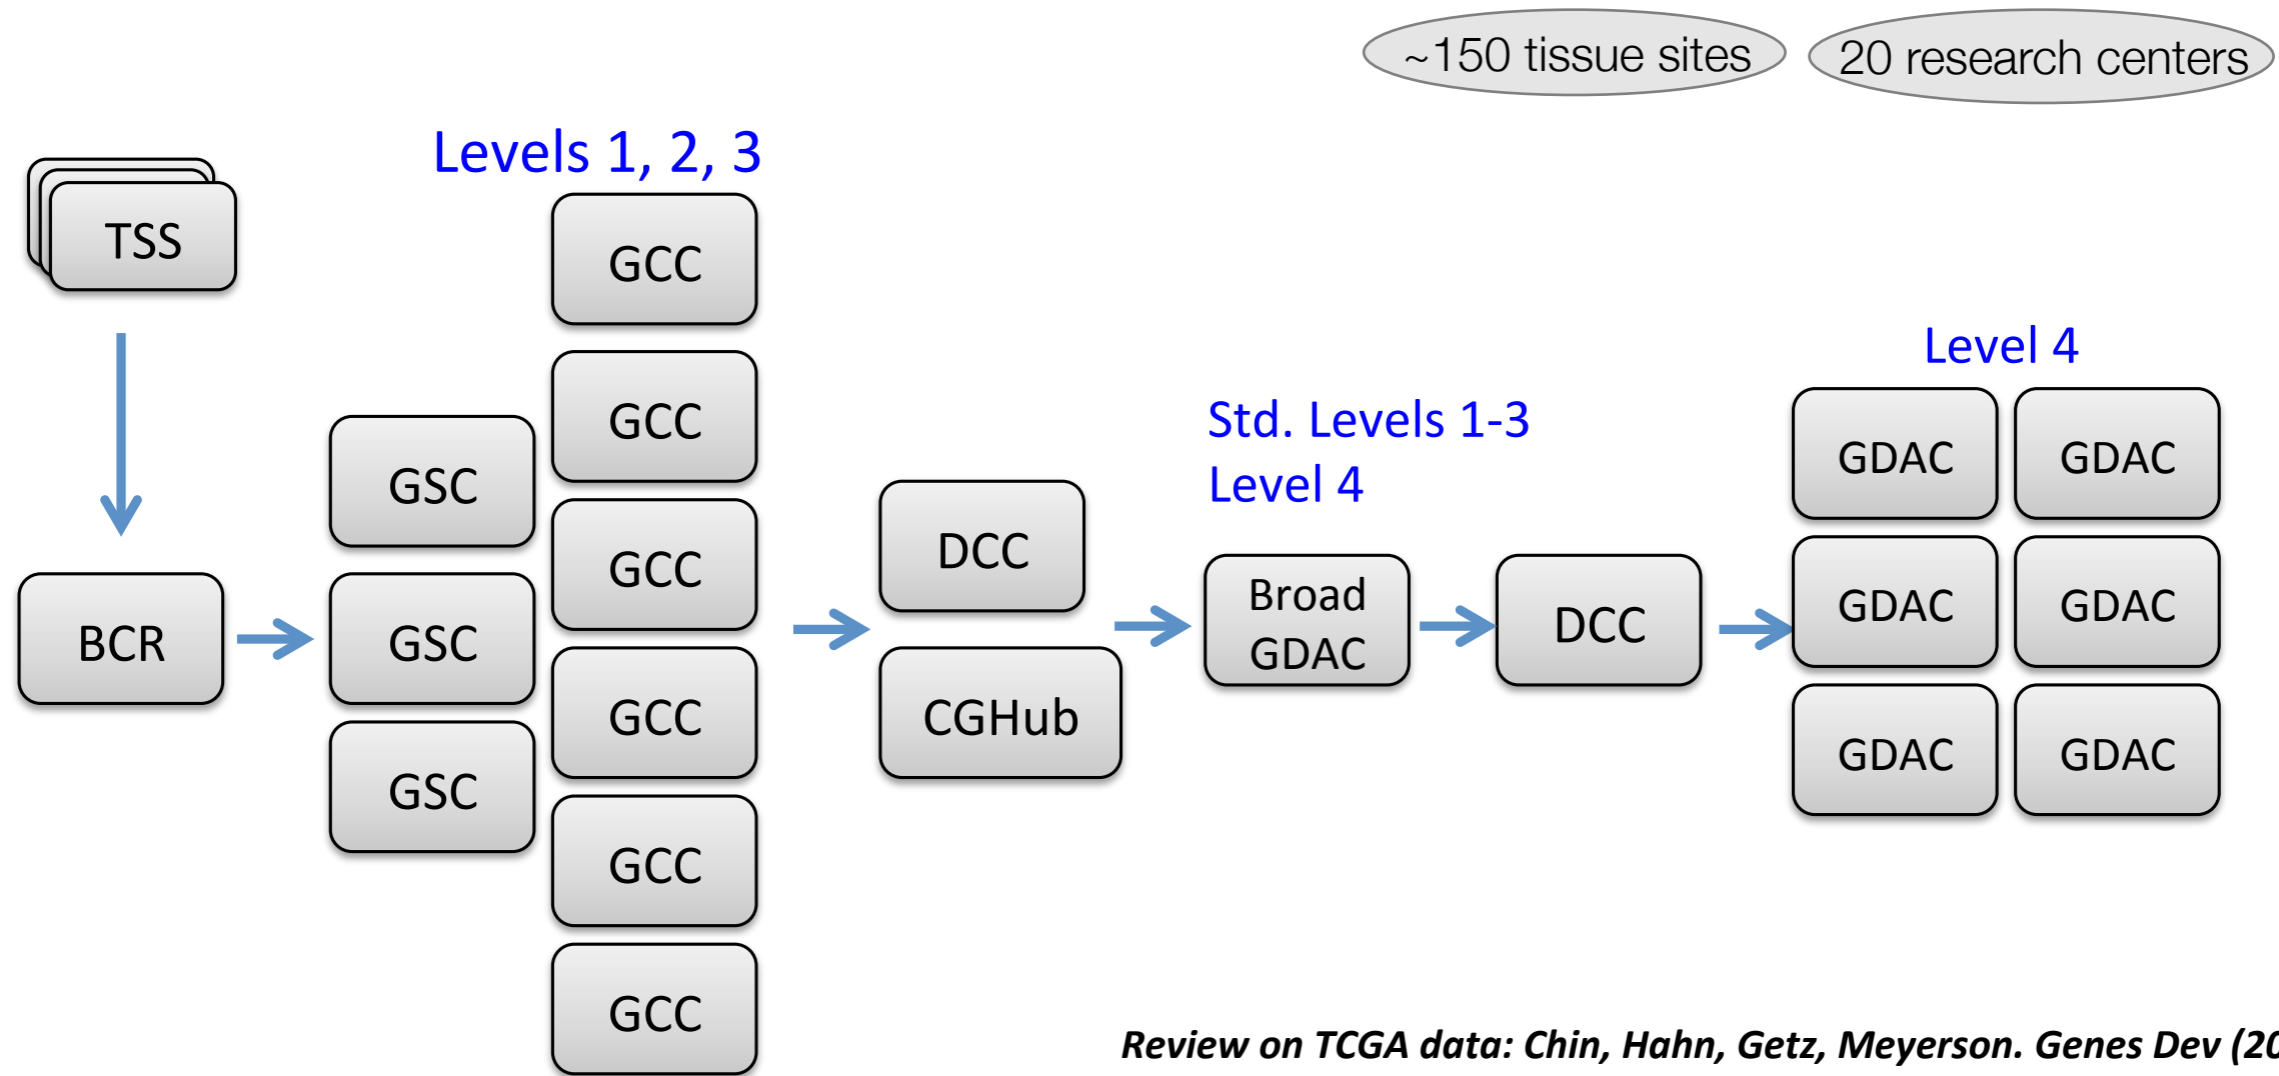 ~150 tissue sites
20 research centers
Levels 1, 2, 3
TSS
BCR
GSC
GSC
GSC
GCC
GCC
GCC
GCC
GCC
GCC
DCC
CGHub
Std. Levels 1-3
Level 4
Broad
GDAC
DCC
Level 4
GDAC
GDAC
GDAC
GDAC
GDAC
GDAC
Review on TCGA data: Chin, Hahn, Getz, Meyerson. Genes Dev (20